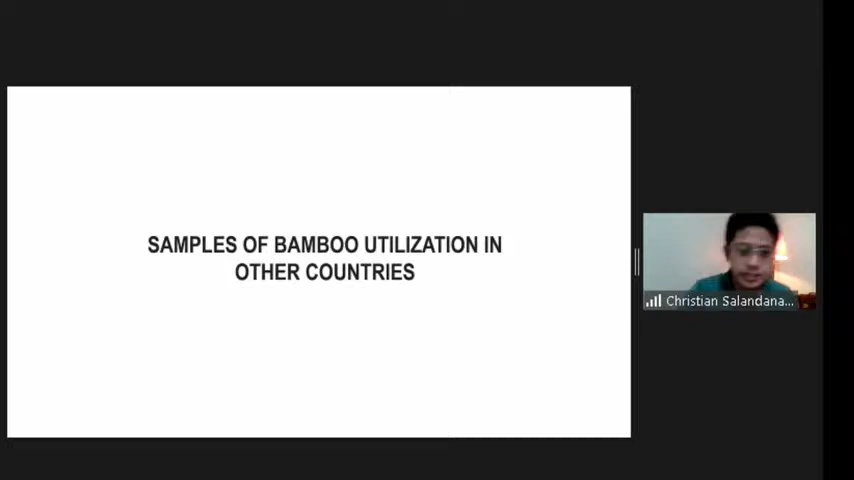 SAMPLES OF BAMBOO UTILIZATION IN
OTHER COUNTRIES
Christian Salandana...